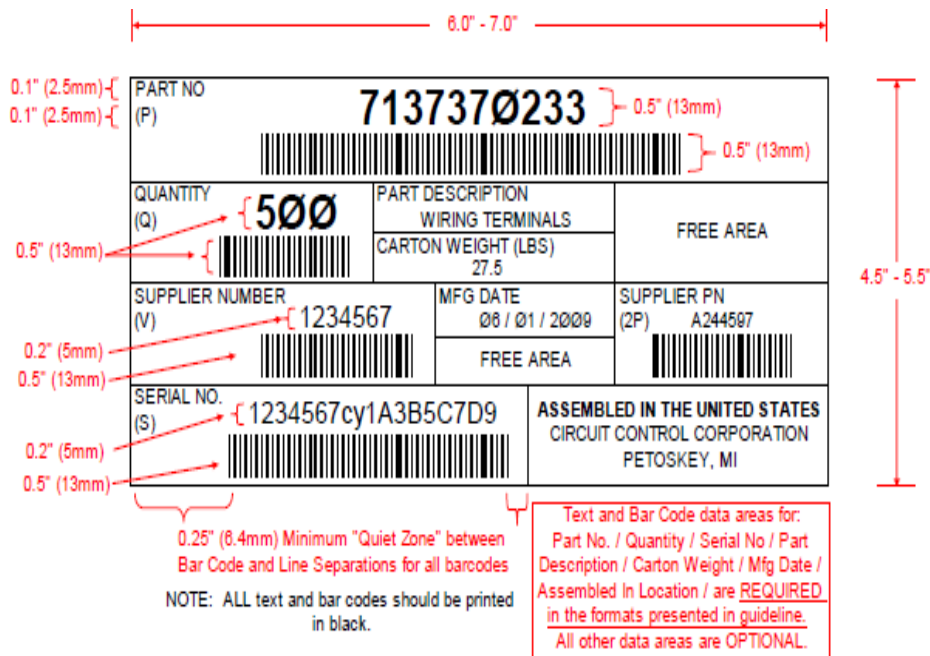 6.0" - 7.0"
0.1" (2.5mm)
0.1" (2.5mm)
PART NO
(P)
713737Ø233
0.5" (13mm)
0.5" (13mm)
QUANTITY
(Q)
5ØØ
0.5" (13mm)
PART DESCRIPTION
WIRING TERMINALS
CARTON WEIGHT (LBS)
27.5
FREE AREA
4.5" - 5.5"
SUPPLIER NUMBER
(V)
1234567
0.2" (5mm)
0.5" (13mm)
MFG DATE
Ø6 / Ø1 / 2ØØ9
FREE AREA
SUPPLIER PN
(2P) A244597
SERIAL NO.
(S)
1234567cy1A3B5C7D9
0.2" (5mm)
0.5" (13mm)
ASSEMBLED IN THE UNITED STATES
CIRCUIT CONTROL CORPORATION
PETOSKEY, MI
0.25" (6.4mm) Minimum "Quiet Zone" between
Bar Code and Line Separations for all barcodes
NOTE: ALL text and bar codes should be printed
in black.
Text and Bar Code data areas for:
Part No. / Quantity / Serial No / Part
Description / Carton Weight / Mfg Date /
Assembled In Location / are REQUIRED
in the formats presented in guideline.
All other data areas are OPTIONAL.